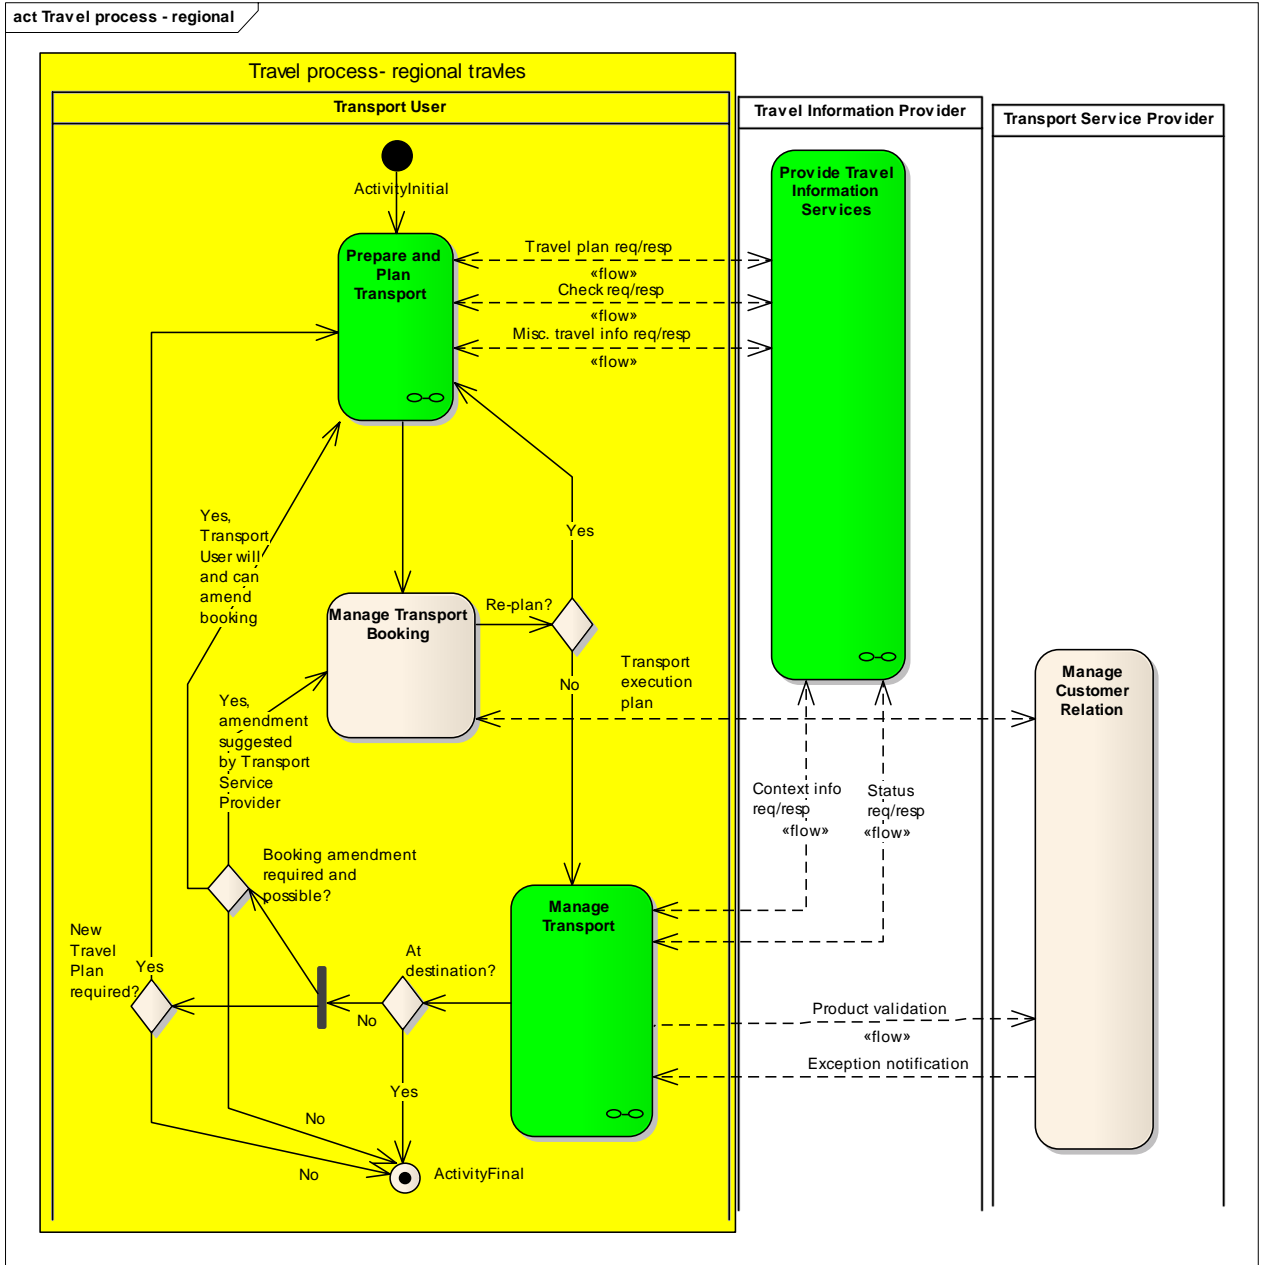 act Travel process - regional
Travel process- regional travles
Transport User
Travel Information Provider
Transport Service Provider
ActivityInitial
Provide Travel
Information
Services
Prepare and
Plan
Transport
Travel plan req/resp
«flow»
Check req/resp
«flow»
Misc. travel info req/resp
«flow»
Yes,
Transport
User will
and can
amend
booking
Yes
Manage Transport
Booking
Re-plan?
No
Transport
execution
plan
Manage
Customer
Relation
Yes,
amendment
suggested
by Transport
Service
Provider
Context info
req/resp
«flow»
Status
req/resp
«flow»
Booking amendment
required and
possible?
Manage
Transport
New
Travel
Plan
required?
Yes
At
destination?
No
Product validation
«flow»
Exception notification
Yes
No
No
ActivityFinal